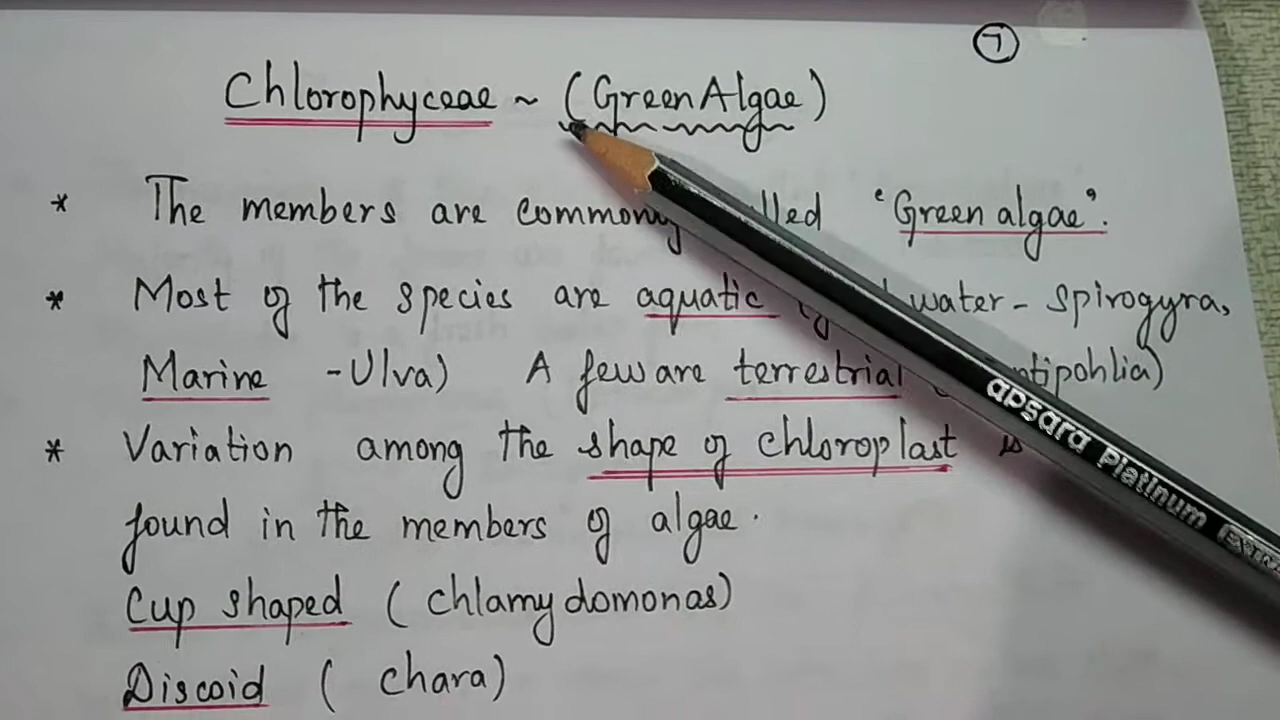 7
Chlorophyceae ~ (Green Algae)
* The members are commonly called "Green algae".
* Most of the species are aquatic water - spirogyra,
Marine - Ulva) A few are terrestrial
* Variation among the shape of chloroplast is
found in the members of algae.
Cup shaped ( chlamydomonas)
Discoid ( chara)
apsara Platinum